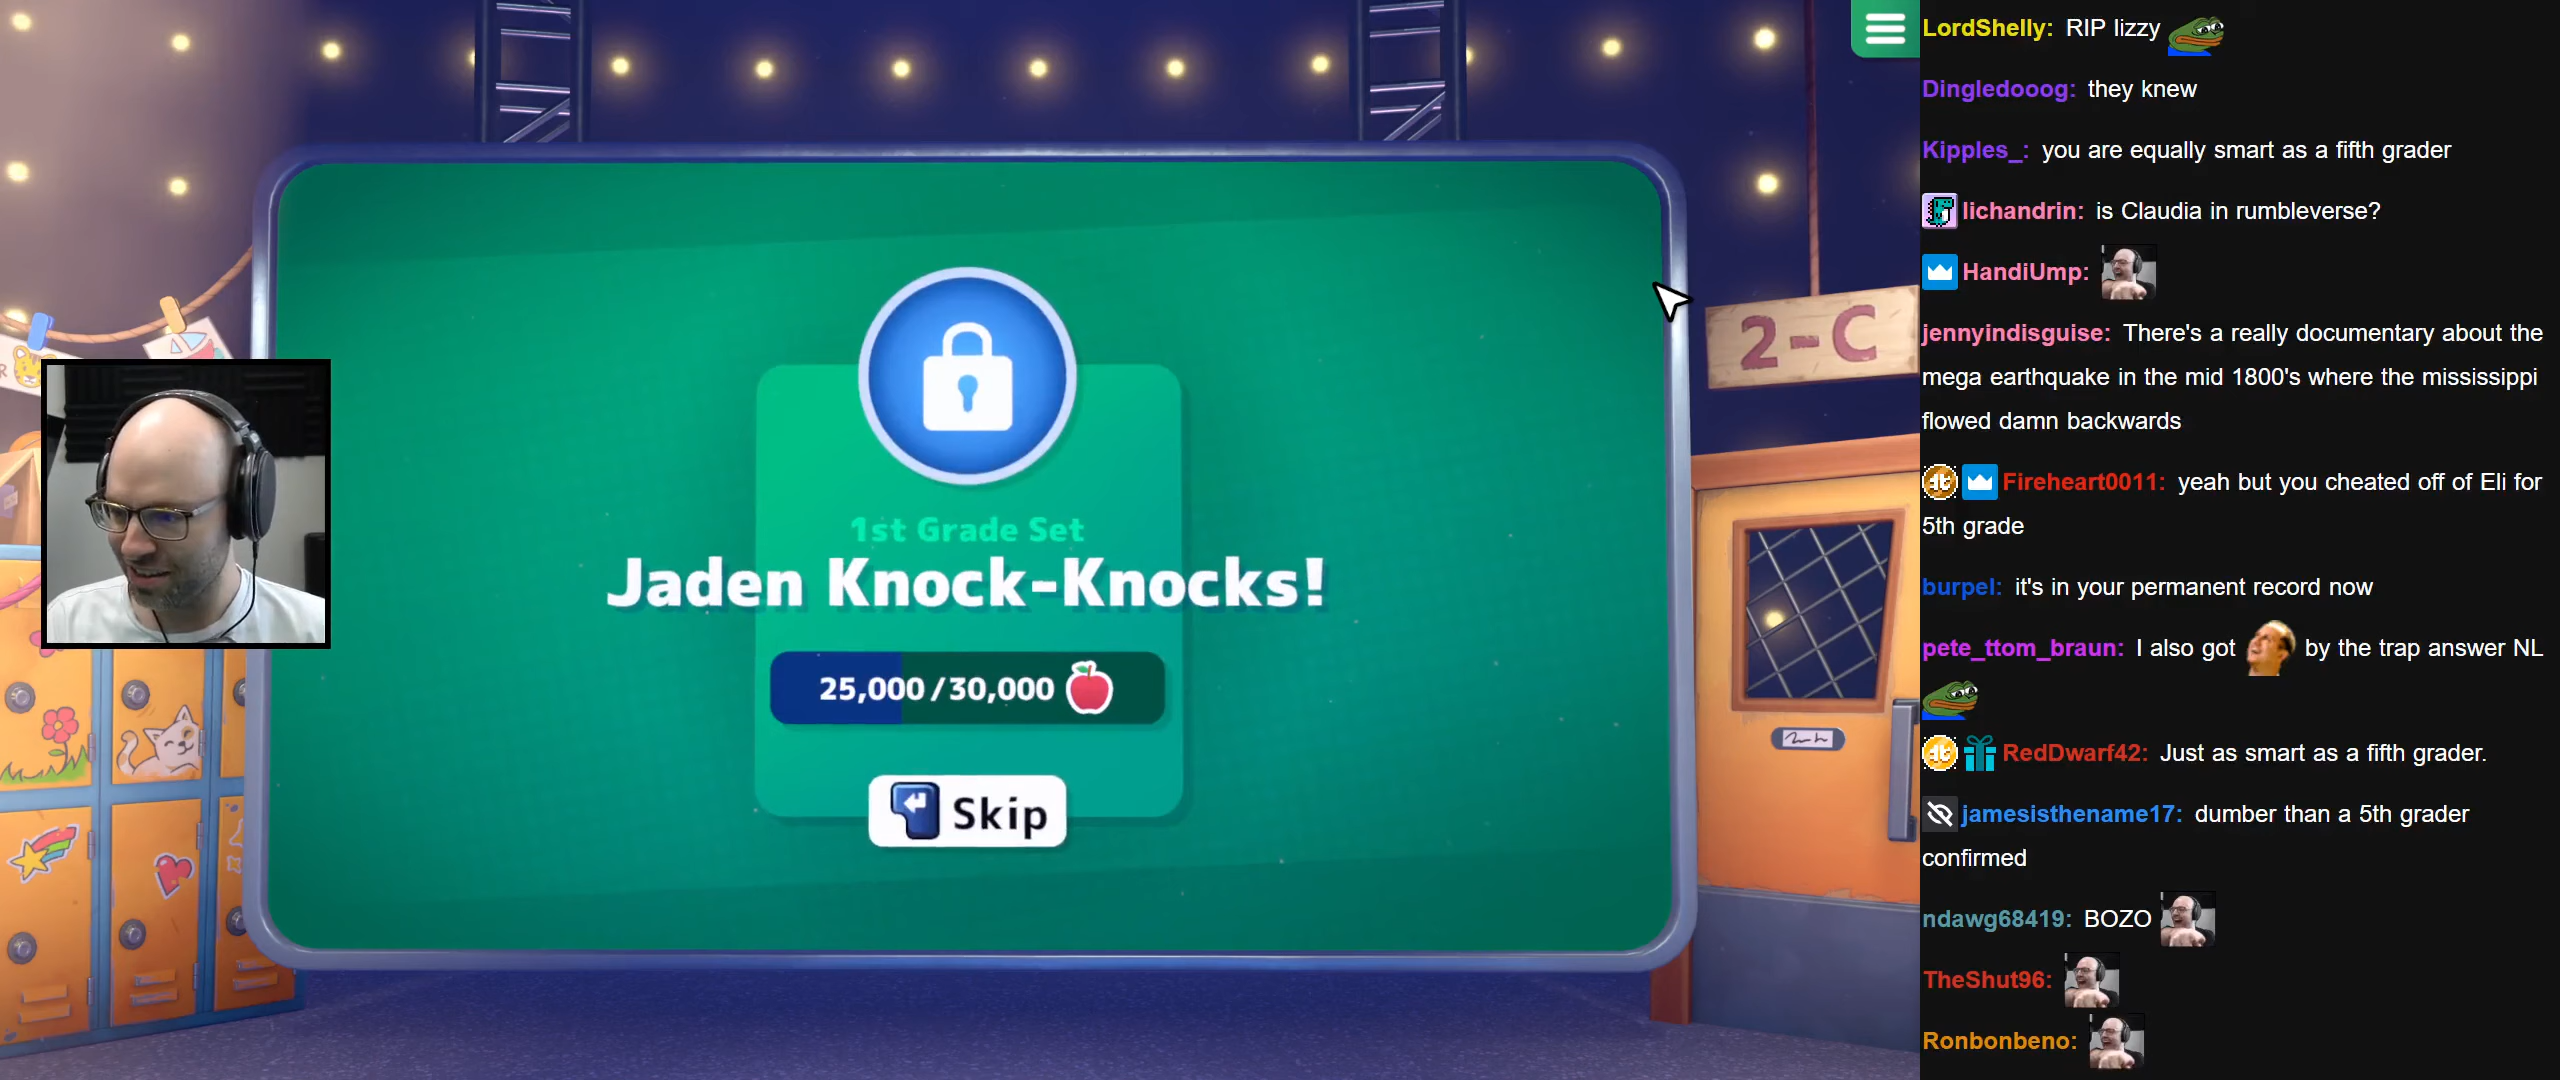 2-C
1st Grade Set
Jaden Knock-Knocks!
25,000/30,000
Skip
LordShelly: RIP lizzy
Dingledooog: they knew
Kipples_: you are equally smart as a fifth grader
lichandrin: is Claudia in rumbleverse?
HandiUmp:
jennyindisguise: There's a really documentary about the
mega earthquake in the mid 1800's where the mississippi
flowed damn backwards
Fireheart0011: yeah but you cheated off of Eli for
5th grade
burpel: it's in your permanent record now
pete_ttom_braun: I also got by the trap answer NL
RedDwarf42: Just as smart as a fifth grader.
jamesisthename17: dumber than a 5th grader
confirmed
ndawg68419: BOZO
TheShut96:
Ronbonbeno: